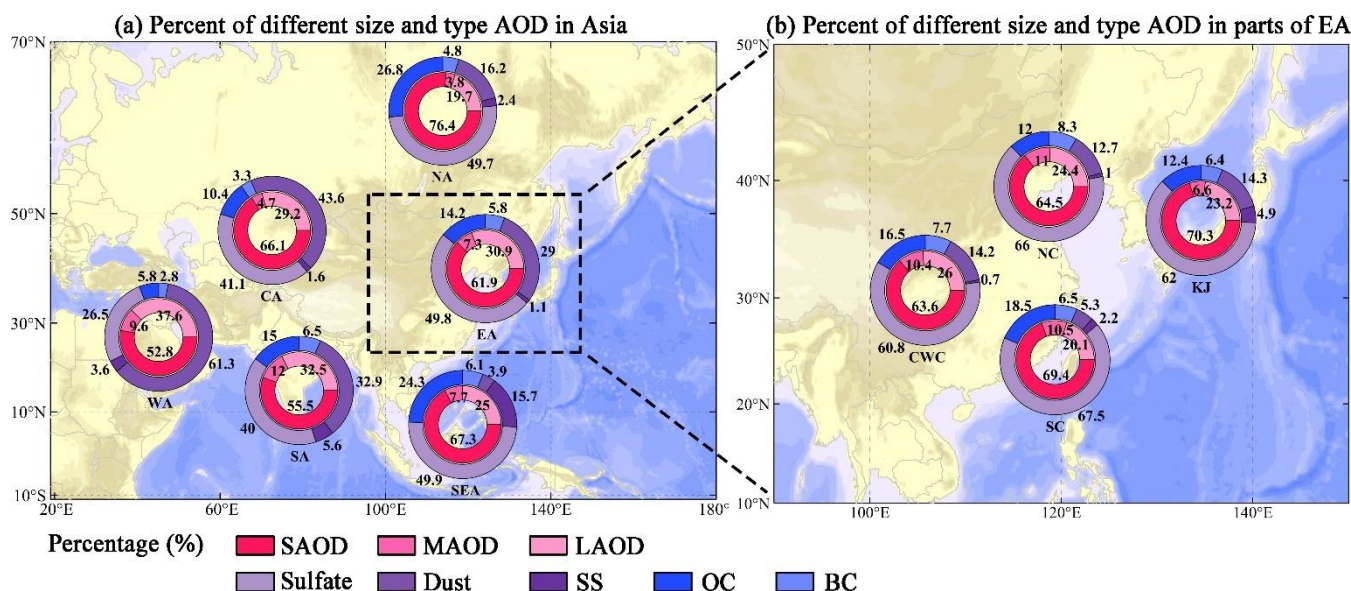 (a) Percent of different size and type AOD in Asia
(b) Percent of different size and type AOD in parts of EA
70°N
50°N
30°N
10°N
10°S
20°E
60°E
100°E
140°E
180°
4.8
26.8
16.2
3.8
2.4
19.7
76.4
49.7
NA
3.3
10.4
43.6
4.7
29.2
66.1
1.6
41.1
CA
5.8
14.2
29
7.3
30.9
61.9
1.1
49.8
EA
5.8
2.8
26.5
37.6
9.6
52.8
61.3
3.6
WA
6.5
15
32.9
12
32.5
55.5
40
5.6
SA
6.1
3.9
24.3
15.7
7.7
25
67.3
49.9
SEA
50°N
40°N
30°N
20°N
10°N
100°E
120°E
140°E
12
8.3
12.7
11
24.4
1
64.5
66
NC
12.4
6.4
14.3
6.6
23.2
4.9
70.3
62
KJ
16.5
7.7
14.2
10.4
26
0.7
63.6
60.8
CWC
18.5
6.5
5.3
2.2
10.5
20.1
69.4
67.5
SC
Percentage (%)
SAOD
MAOD
LAOD
Sulfate
Dust
SS
OC
BC